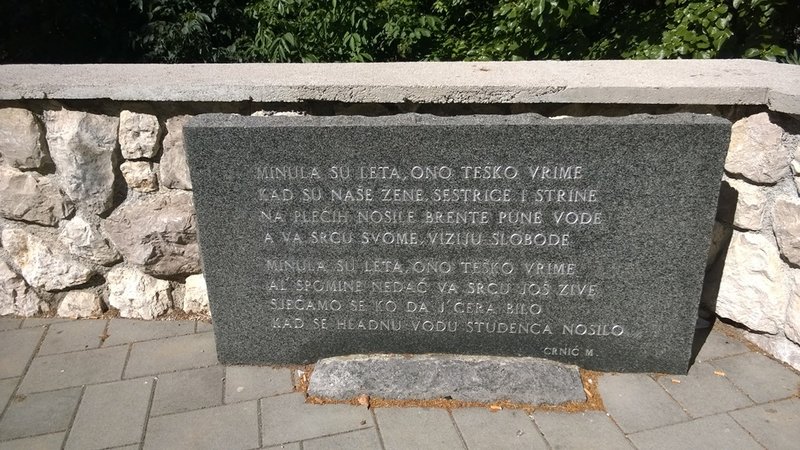 MINULA SU LETA, ONO TEŠKO VRIME
KAD SU NAŠE ŽENE, SESTRICE I STRINE
NA PLEĆIH NOSILE BRENTE PUNE VODE
A VA SRCU SVOME, VIZIJU SLOBODE
MINULA SU LETA, ONO TEŠKO VRIME
AL' SPOMINE NEDAĆ VA SRCU JOŠ ŽIVE
SJEĆAMO SE KO DA J'ČERA BILO
KAD SE HLADNU VODU STUDENCA NOSILO
CRNIĆ M.